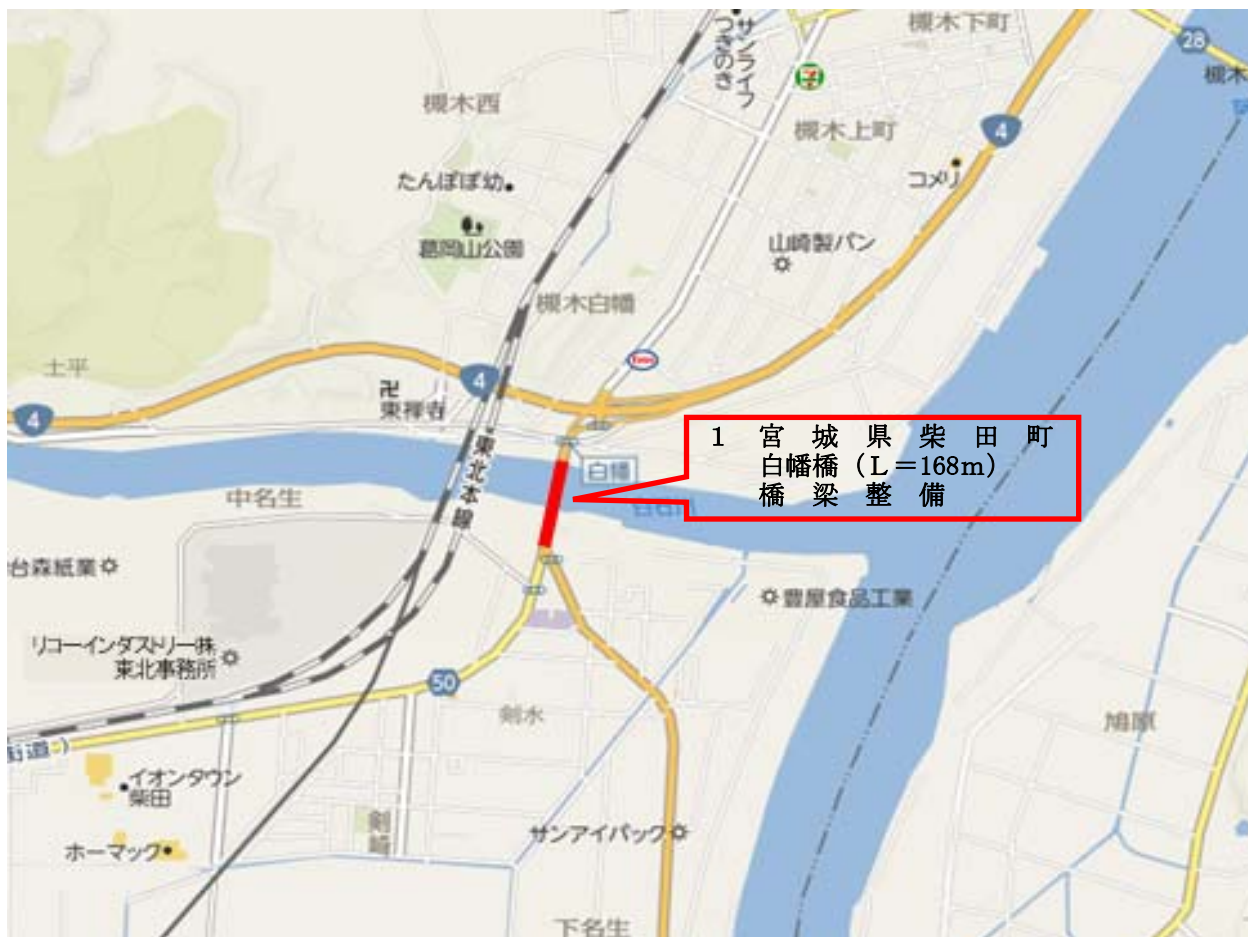 サンライフ
つきのき
槻木下町
28
槻木
槻木西
7
槻木上町
4
たんぽぽ幼
コメリ
葛岡山公園
山崎製パン
槻木白幡
土平
4
Esso
卍
東禅寺
4
1 宮城県柴田町
白幡橋（L＝168m）
橋梁整備
東北本線
白幡
中名生
台森紙業
豊屋食品工業
リコーインダストリー㈱
東北事務所
50
剣水
鳩原
街道）
イオンタウン
柴田
剣崎
サンアイパック
ホーマック
下名生